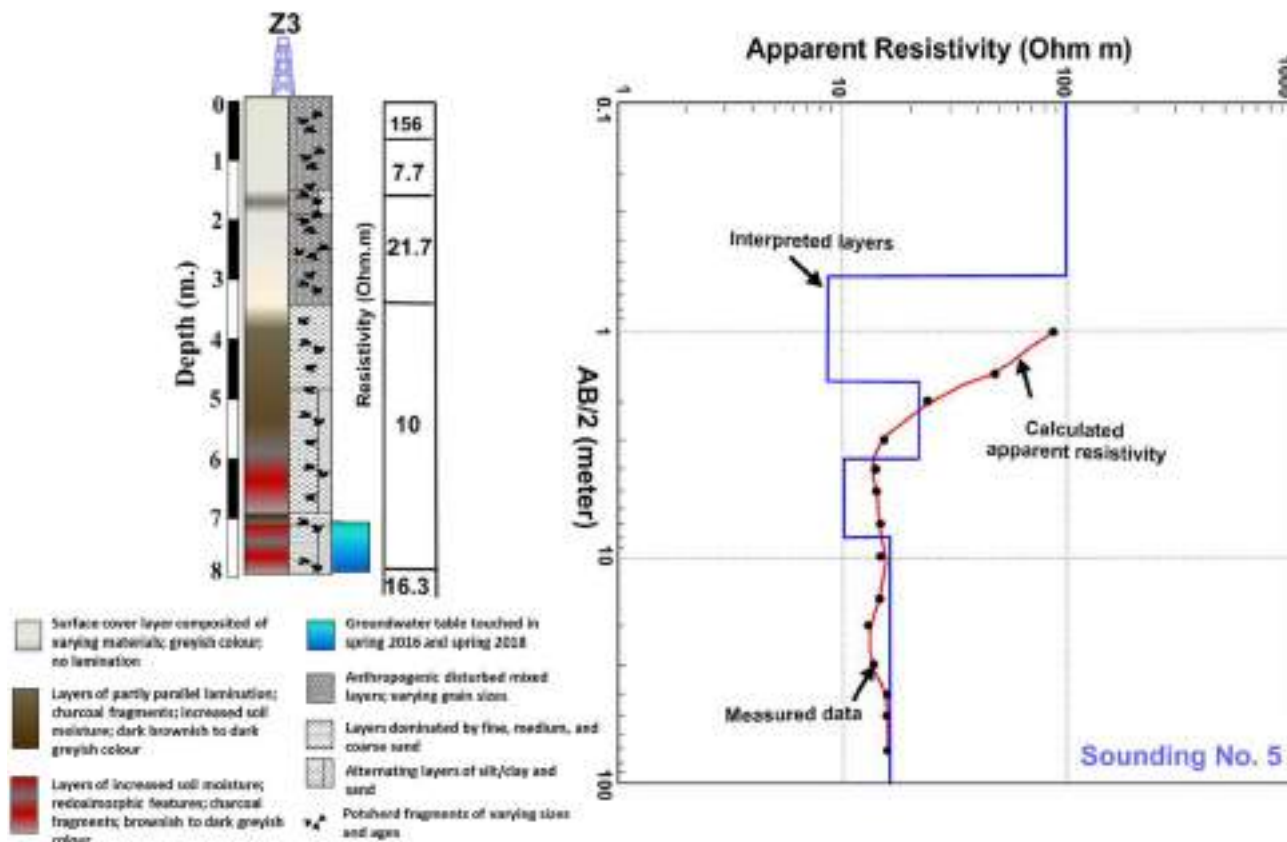 Z3
Depth (m.)
0
1
2
3
4
5
6
7
8
Resistivity (Ohm.m)
156
7.7
21.7
10
16.3
Surface cover layer composited of
varying materials; greyish colour;
no lamination
Layers of partly parallel lamination;
charcoal fragments; increased soil
moisture; dark brownish to dark
greyish colour
Layers of increased soil moisture;
redoximorphic features; charcoal
fragments; brownish to dark greyish
colour
Groundwater table touched in
spring 2016 and spring 2018
Anthropogenic disturbed mixed
layers; varying grain sizes
Layers dominated by fine, medium, and
coarse sand
Alternating layers of silt/clay and
sand
Potsherd fragments of varying sizes
and ages
Apparent Resistivity (Ohm m)
1
10
100
1000
AB/2 (meter)
0.1
1
10
100
Interpreted layers
Calculated
apparent resistivity
Measured data
Sounding No. 5